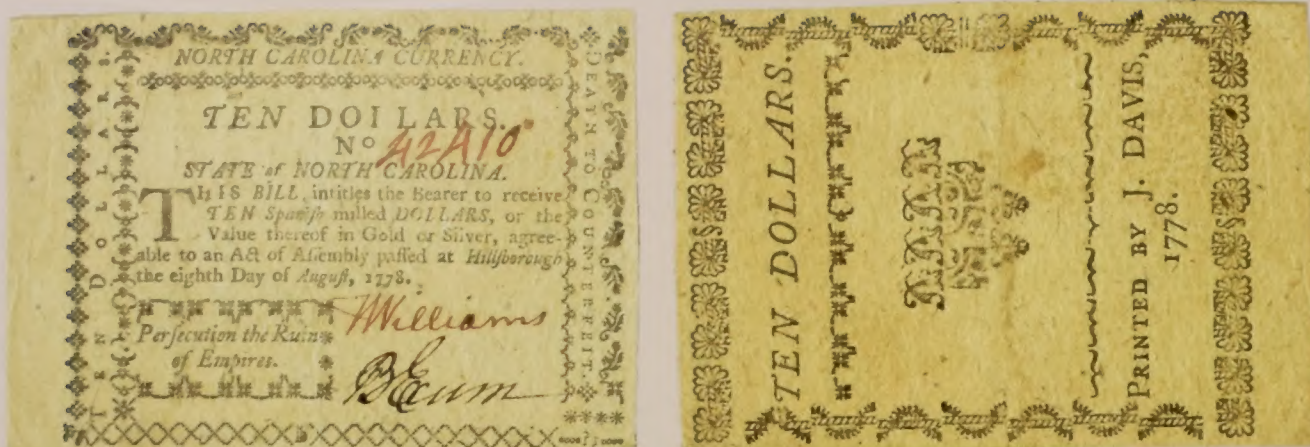 NORTH CAROLINA CURRENCY.
TEN DOLLARS.
No 42410
STATE of NORTH CAROLINA.
THIS BILL intitles the Bearer to receive
TEN Spanish milled DOLLARS, or the
Value thereof in Gold or Silver, agree-
able to an Act of Assembly passed at Hillsborough
the eighth Day of August, 1778.
Persecution the Ruin
of Empires.
Williams
B Exum
TEN DOLLARS.
DEATH TO COUNTERFEIT.
TEN DOLLARS.
PRINTED BY J. DAVIS,
1778.